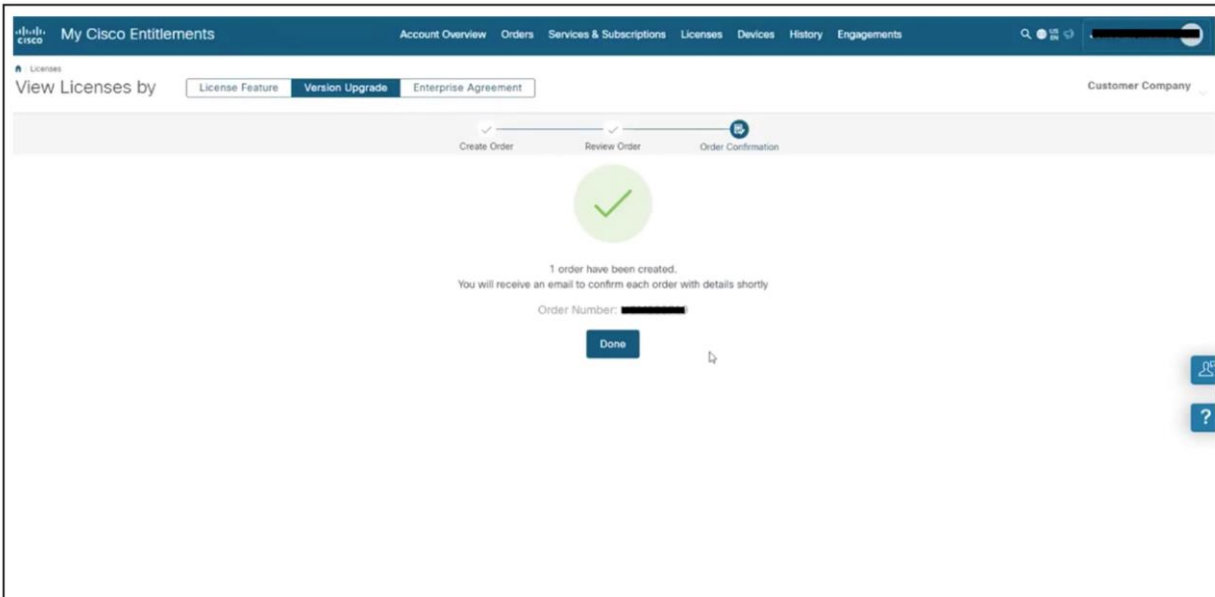 cisco My Cisco Entitlements Account Overview Orders Services & Subscriptions Licenses Devices History Engagements US EN
Licenses
View Licenses by License Feature Version Upgrade Enterprise Agreement Customer Company
Create Order Review Order Order Confirmation
1 order have been created.
You will receive an email to confirm each order with details shortly
Order Number:
Done
?